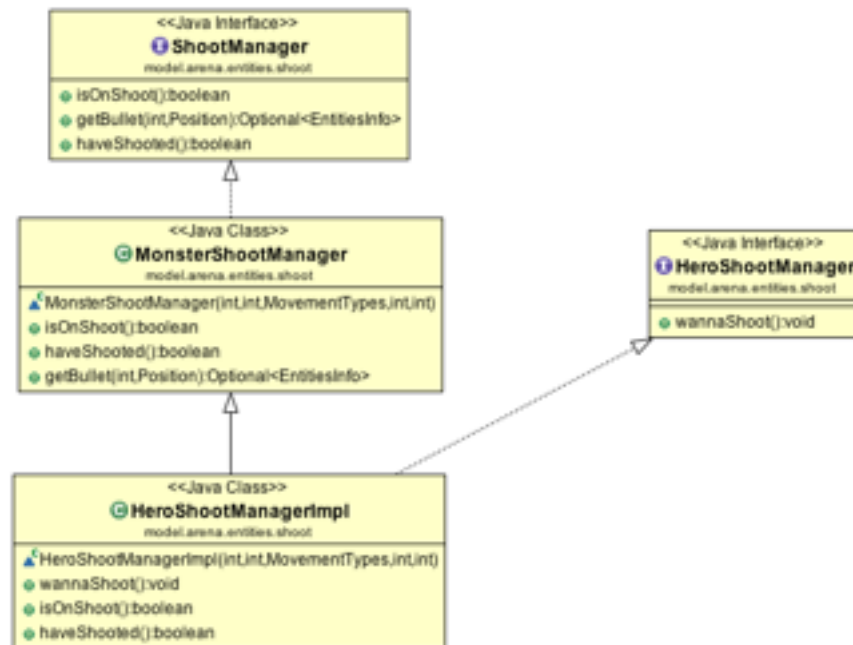 <<Java Interface>>
ShootManager
model.arena.entities.shoot
isOnShoot():boolean
getBullet(int,Position):Optional<EntitiesInfo>
haveShooted():boolean
<<Java Class>>
MonsterShootManager
model.arena.entities.shoot
MonsterShootManager(int,int,MovementTypes,int,int)
isOnShoot():boolean
haveShooted():boolean
getBullet(int,Position):Optional<EntitiesInfo>
<<Java Interface>>
HeroShootManager
model.arena.entities.shoot
wannaShoot():void
<<Java Class>>
HeroShootManagerImpl
model.arena.entities.shoot
HeroShootManagerImpl(int,int,MovementTypes,int,int)
wannaShoot():void
isOnShoot():boolean
haveShooted():boolean